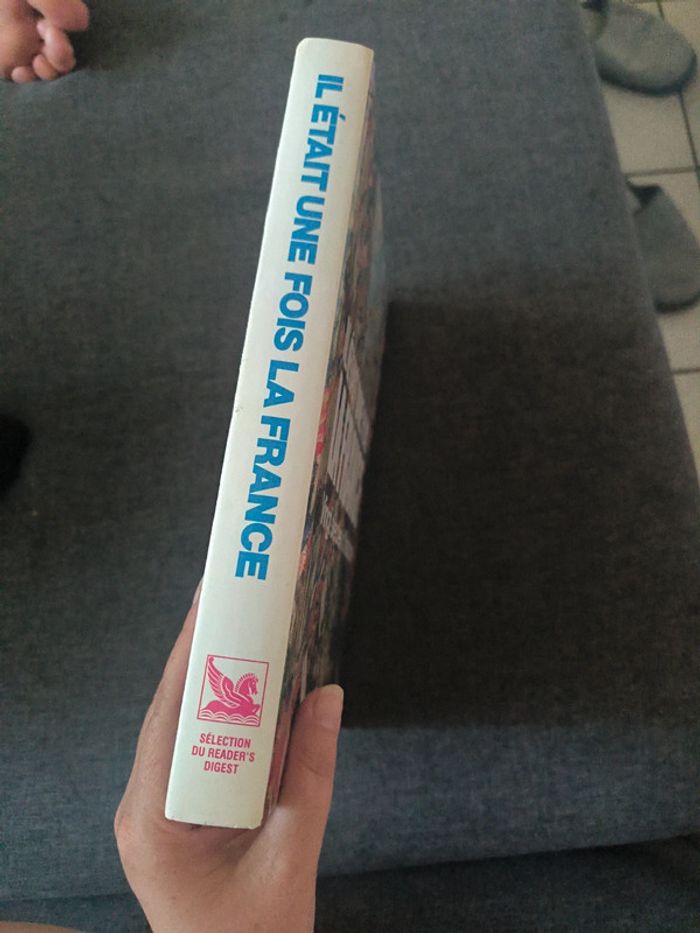 IL ÉTAIT UNE FOIS LA FRANCE
SÉLECTION
DU READER'S
DIGEST